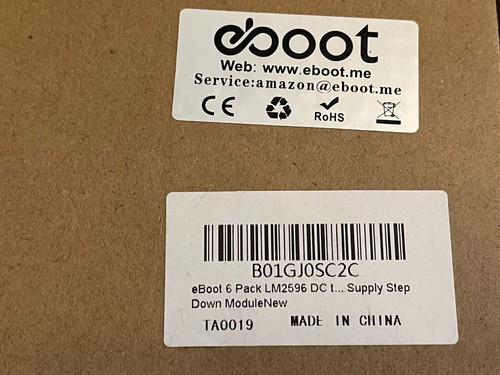 eboot
Web: www.eboot.me
Service:amazon@eboot.me
CE
RoHS
B01GJ0SC2C
eBoot 6 Pack LM2596 DC t... Supply Step
Down ModuleNew
TA0019 MADE IN CHINA